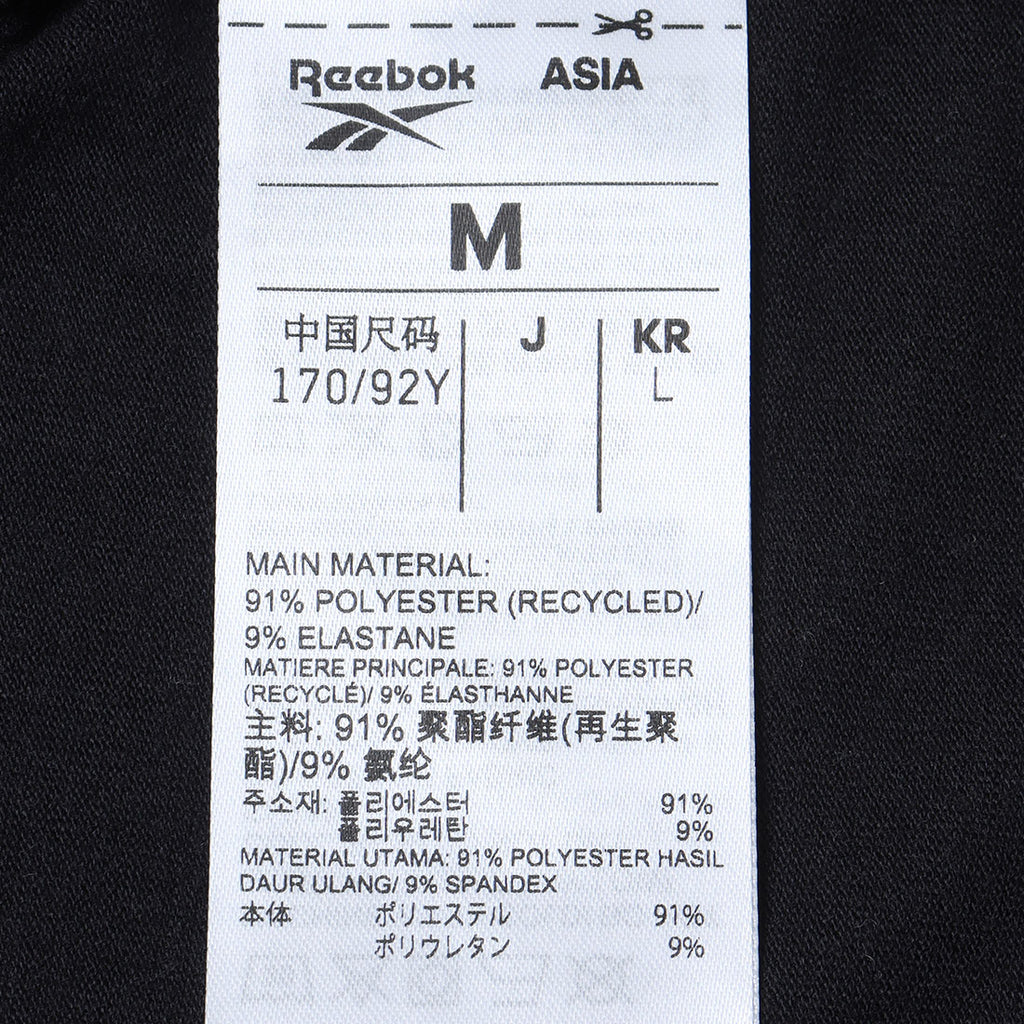 Reebok ASIA
M
中国尺码 J KR
170/92Y L
MAIN MATERIAL:
91% POLYESTER (RECYCLED)/
9% ELASTANE
MATIERE PRINCIPALE: 91% POLYESTER
(RECYCLÉ)/ 9% ÉLASTHANNE
主料: 91% 聚酯纤维(再生聚
酯)/9% 氨纶
주소재: 폴리에스터 91%
폴리우레탄 9%
MATERIAL UTAMA: 91% POLYESTER HASIL
DAUR ULANG/ 9% SPANDEX
本体 ポリエステル 91%
ポリウレタン 9%